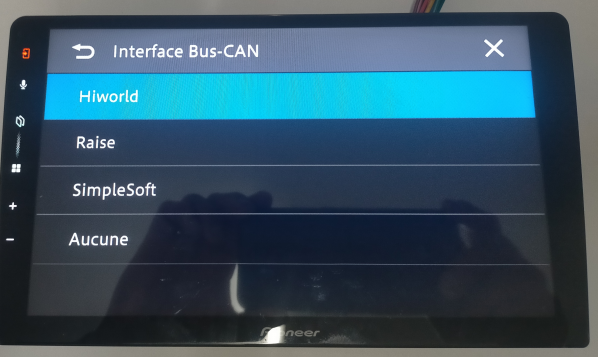 Interface Bus-CAN
Hiworld
Raise
SimpleSoft
Aucune
Pioneer